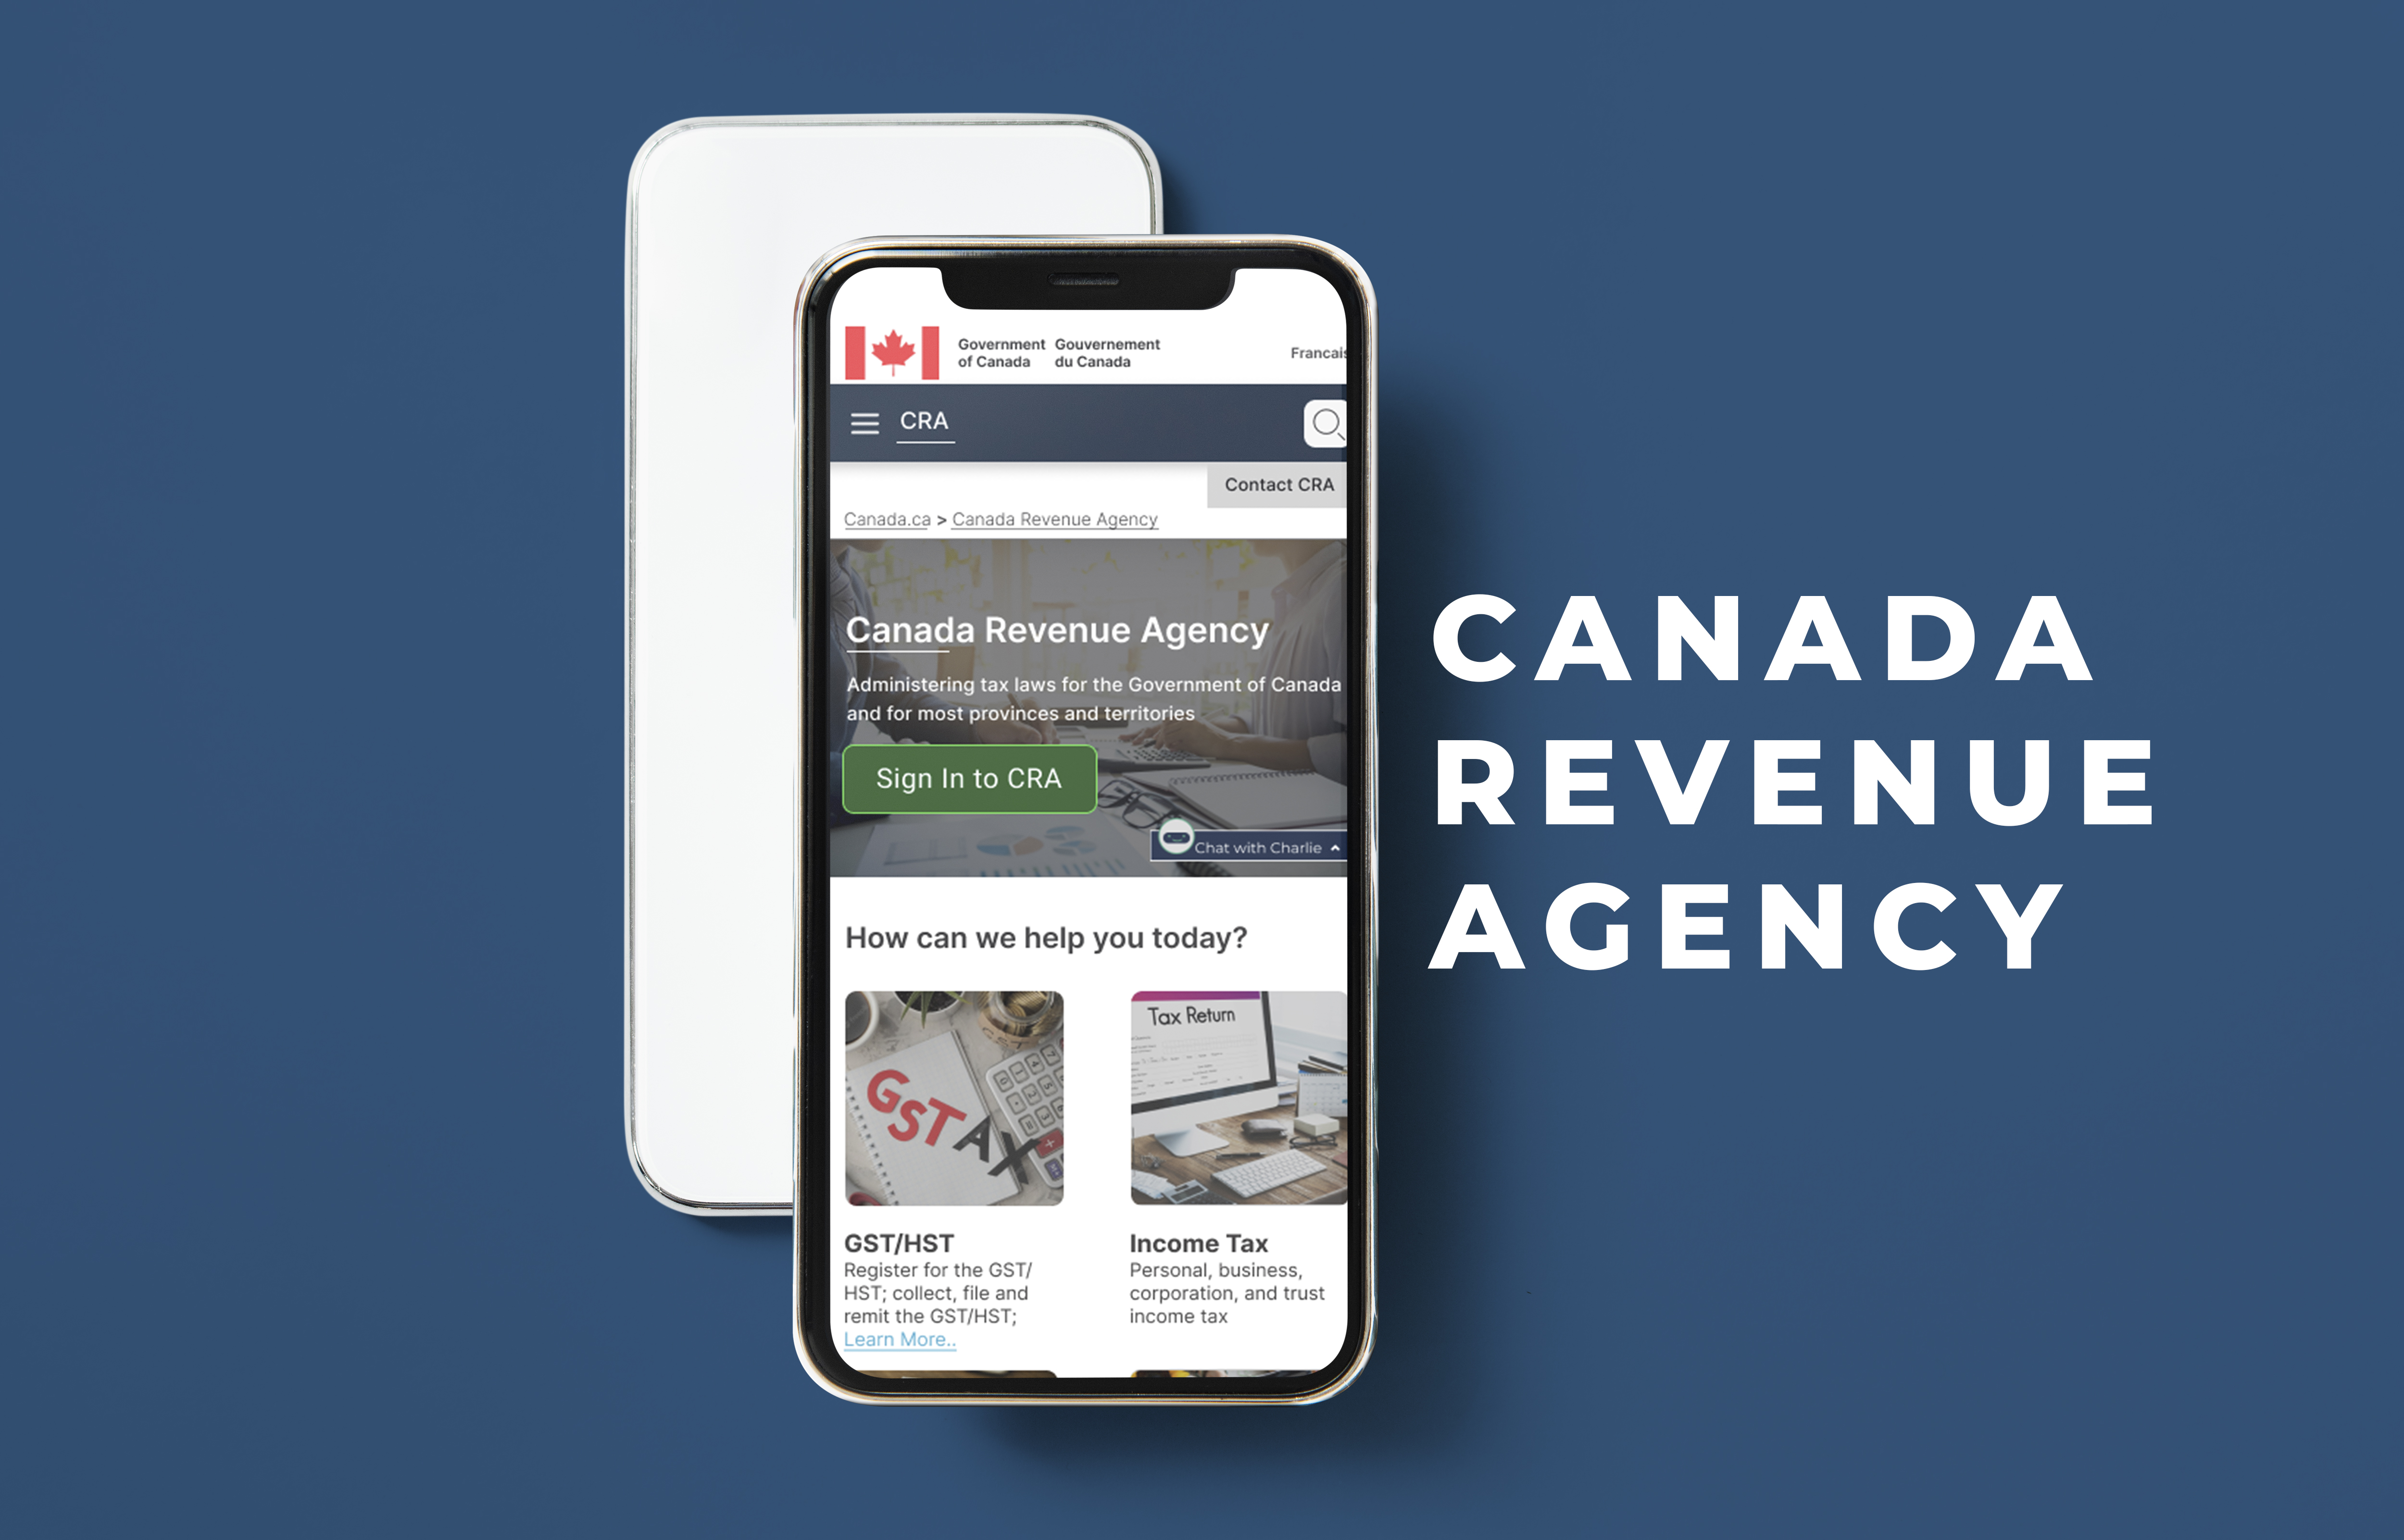 Government Gouvernement
of Canada du Canada
Francais
CRA
Contact CRA
Canada.ca > Canada Revenue Agency
Canada Revenue Agency
Administering tax laws for the Government of Canada
and for most provinces and territories
Sign In to CRA
Chat with Charlie
How can we help you today?
GST
TAX
Tax Return
GST/HST
Register for the GST/
HST; collect, file and
remit the GST/HST;
Learn More..
Income Tax
Personal, business,
corporation, and trust
income tax
CANADA
REVENUE
AGENCY